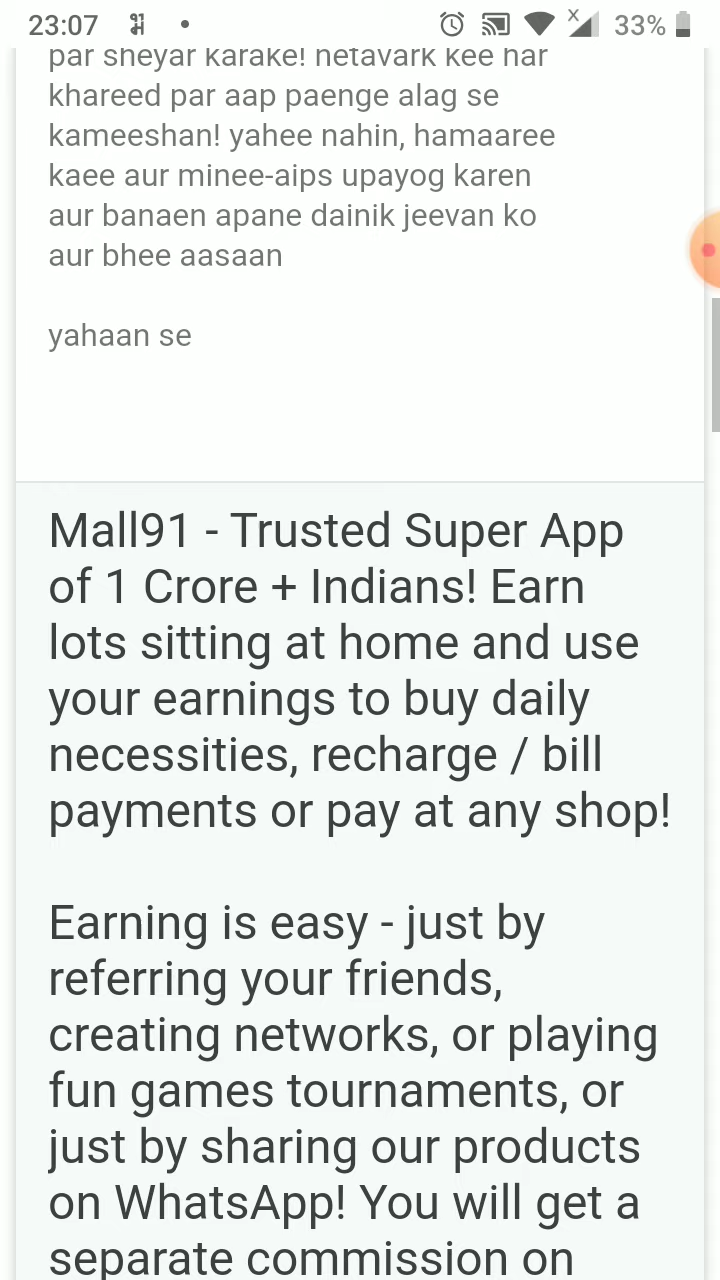 23:07
33%
par sheyar karake! netavark kee har
khareed par aap paenge alag se
kameeshan! yahee nahin, hamaaree
kaee aur minee-aips upayog karen
aur banaen apane dainik jeevan ko
aur bhee aasaan
yahaan se
Mall91 - Trusted Super App
of 1 Crore + Indians! Earn
lots sitting at home and use
your earnings to buy daily
necessities, recharge / bill
payments or pay at any shop!
Earning is easy - just by
referring your friends,
creating networks, or playing
fun games tournaments, or
just by sharing our products
on WhatsApp! You will get a
separate commission on